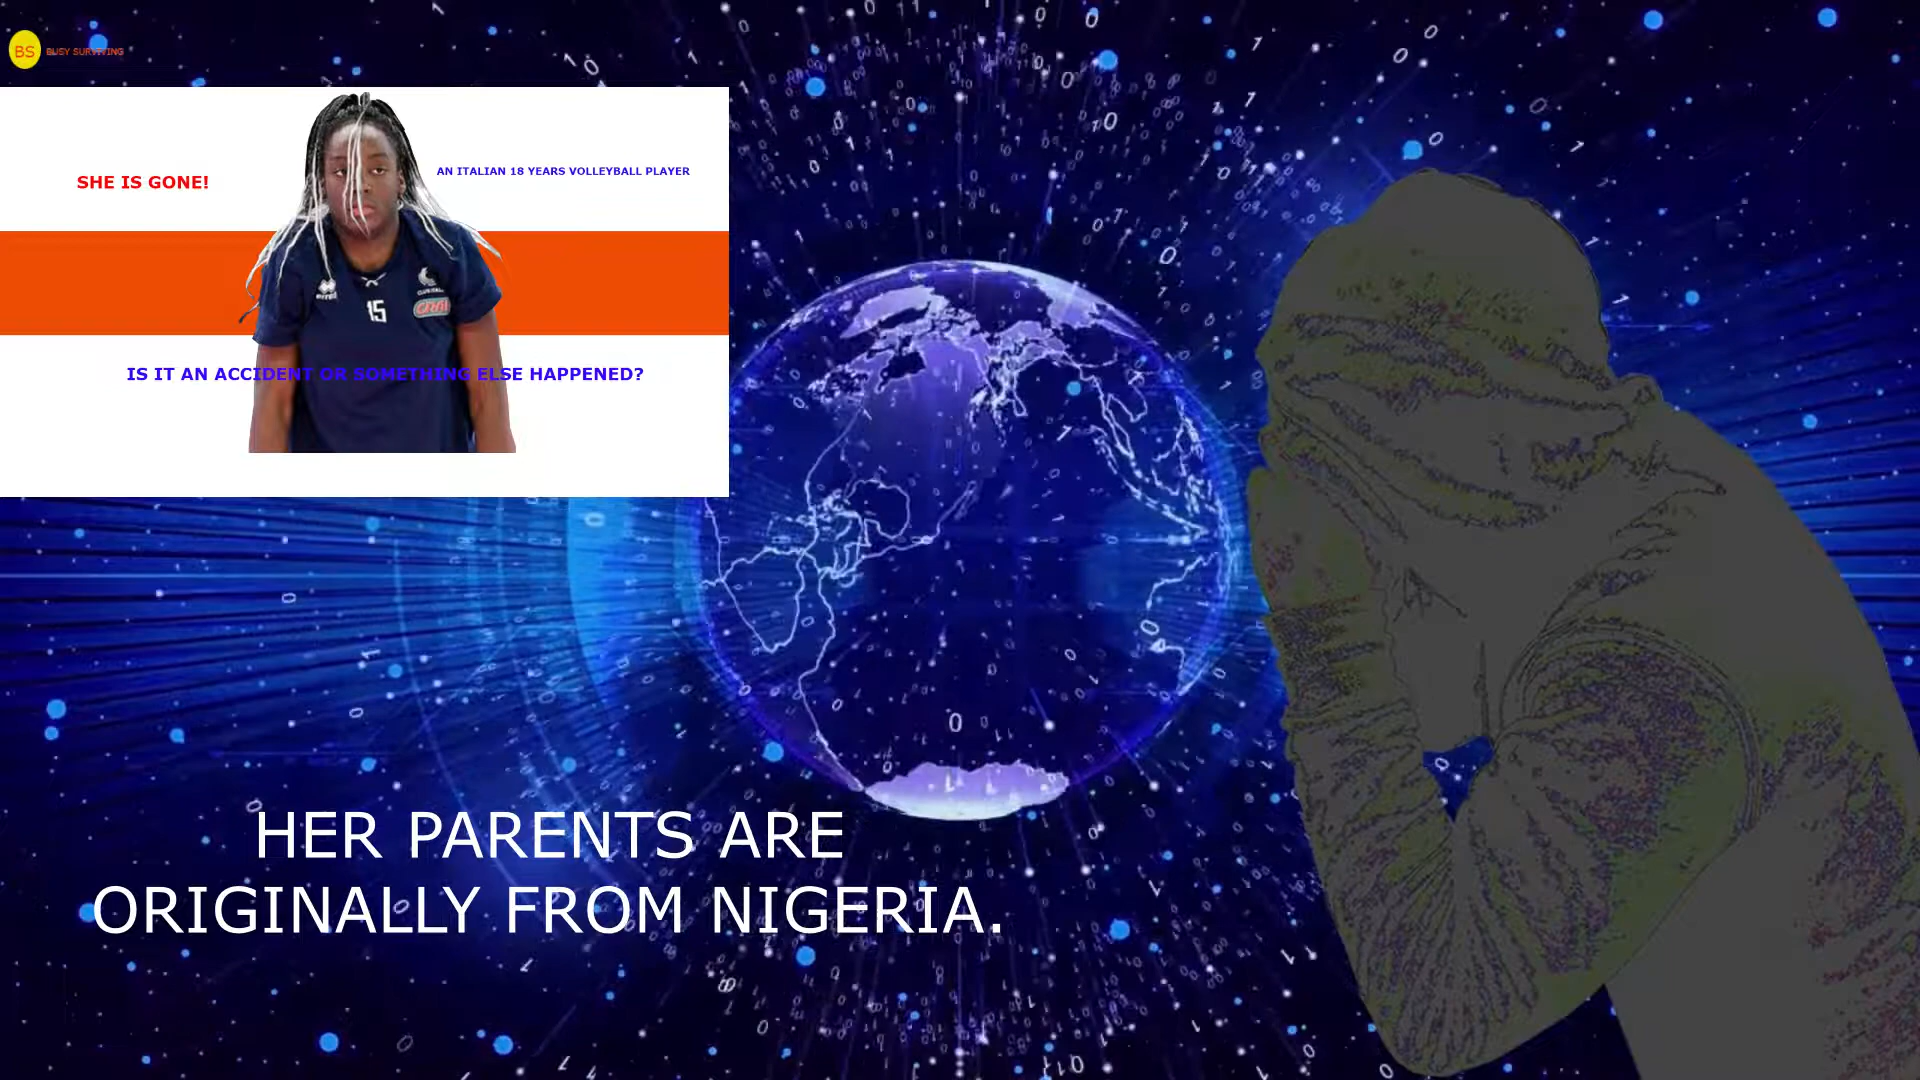 BS BUSY SURVIVING
SHE IS GONE!
AN ITALIAN 18 YEARS VOLLEYBALL PLAYER
15
IS IT AN ACCIDENT OR SOMETHING ELSE HAPPENED?
HER PARENTS ARE
ORIGINALLY FROM NIGERIA.